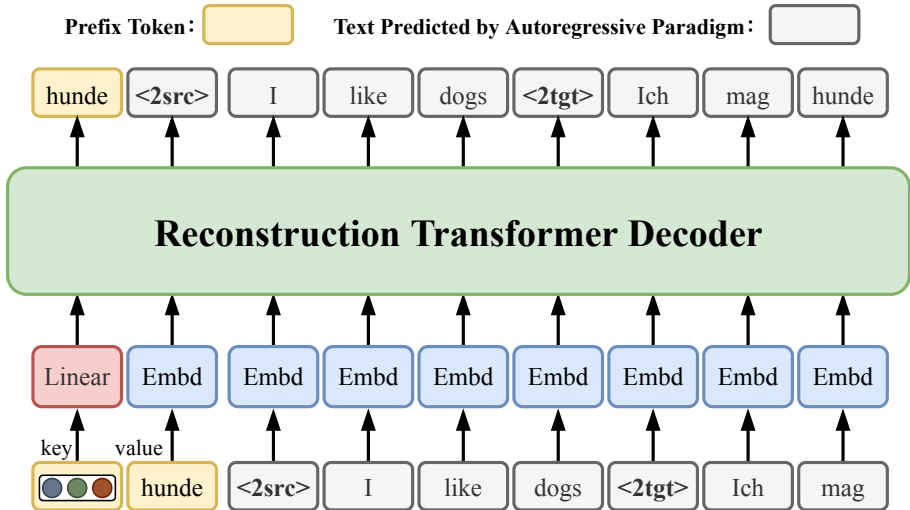 Prefix Token: Text Predicted by Autoregressive Paradigm:
hunde <2src> I like dogs <2tgt> Ich mag hunde
Reconstruction Transformer Decoder
Linear Embd Embd Embd Embd Embd Embd Embd Embd
key value
hunde <2src> I like dogs <2tgt> Ich mag